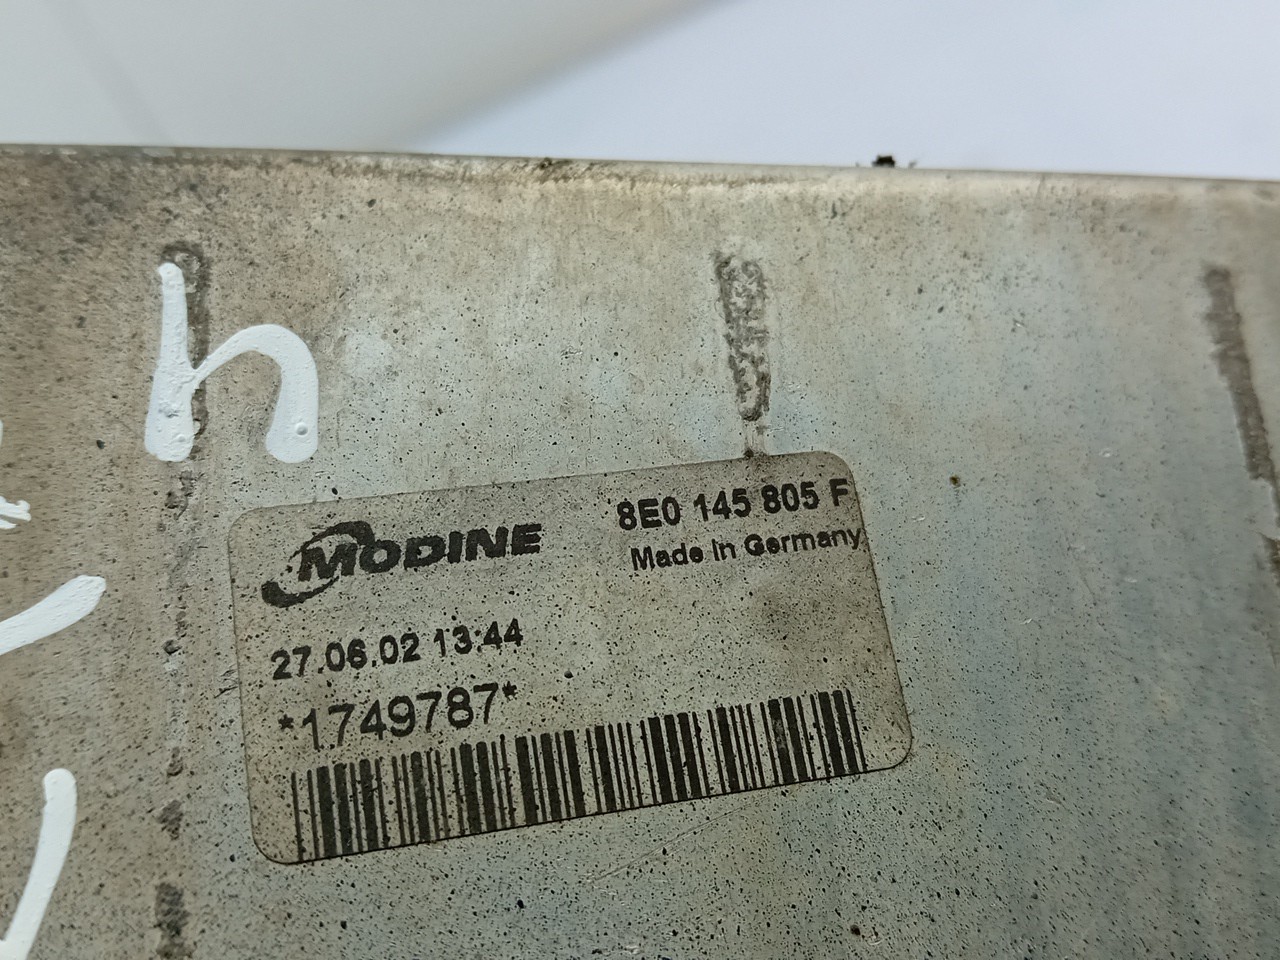 h
MODINE
8E0 145 805 F
Made in Germany
27.06.02 13:44
*1749787*